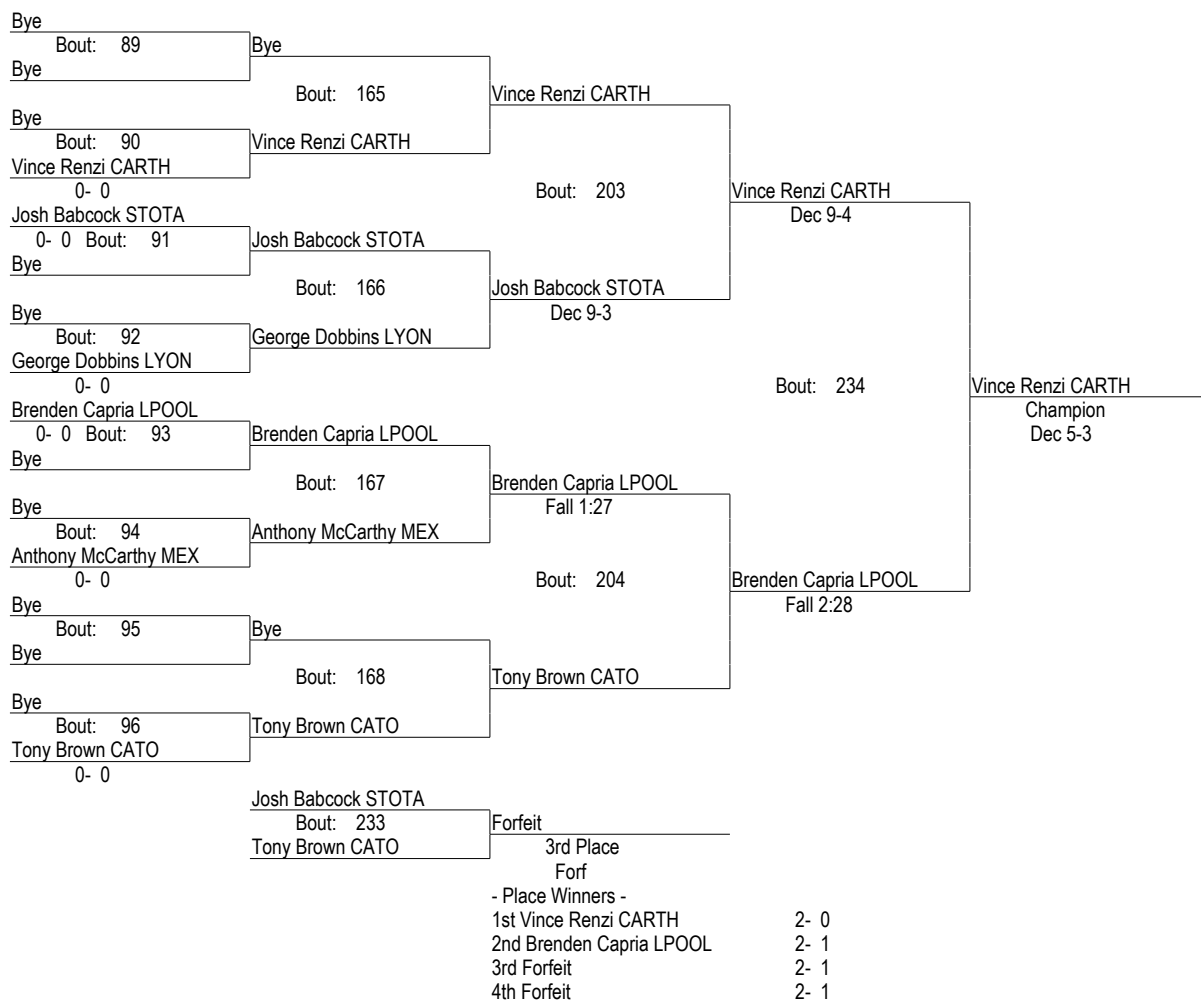 Bye
Bout: 89 Bye
Bye
Bout: 165 Vince Renzi CARTH
Bye
Bout: 90 Vince Renzi CARTH
Vince Renzi CARTH
0- 0 Bout: 203 Vince Renzi CARTH
Josh Babcock STOTA Dec 9-4
0- 0 Bout: 91 Josh Babcock STOTA
Bye
Bout: 166 Josh Babcock STOTA
Bye Dec 9-3
Bout: 92 George Dobbins LYON
George Dobbins LYON
0- 0 Bout: 234 Vince Renzi CARTH
Brenden Capria LPOOL Champion
0- 0 Bout: 93 Brenden Capria LPOOL Dec 5-3
Bye
Bout: 167 Brenden Capria LPOOL
Bye Fall 1:27
Bout: 94 Anthony McCarthy MEX
Anthony McCarthy MEX
0- 0 Bout: 204 Brenden Capria LPOOL
Bye Fall 2:28
Bout: 95 Bye
Bye
Bout: 168 Tony Brown CATO
Bye
Bout: 96 Tony Brown CATO
Tony Brown CATO
0- 0
Josh Babcock STOTA
Bout: 233 Forfeit
Tony Brown CATO 3rd Place
Forf
- Place Winners -
1st Vince Renzi CARTH 2- 0
2nd Brenden Capria LPOOL 2- 1
3rd Forfeit 2- 1
4th Forfeit 2- 1